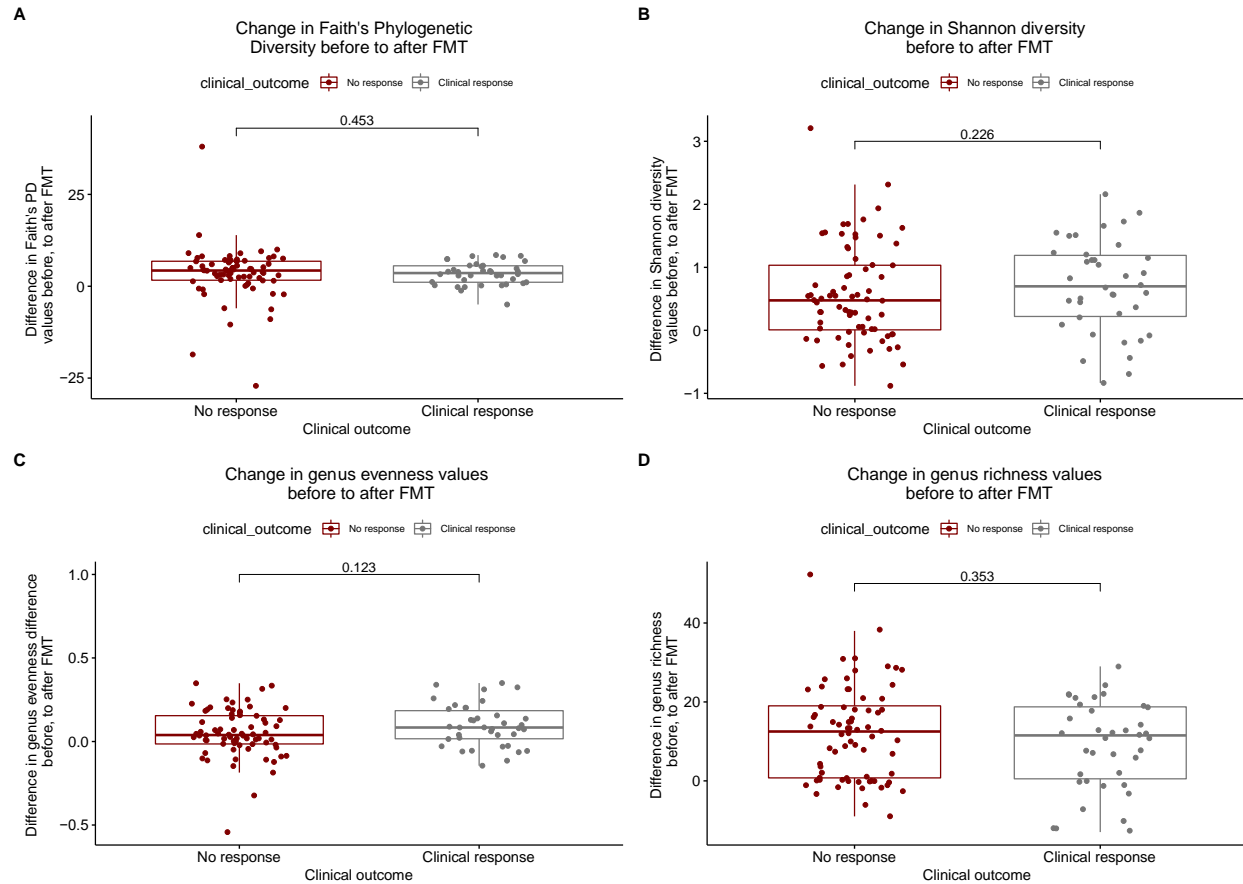 A
Change in Faith's Phylogenetic
Diversity before to after FMT
clinical_outcome No response Clinical response
0.453
25
0
−25
Difference in Faith's PD
values before, to after FMT
No response Clinical response
Clinical outcome
B
Change in Shannon diversity
before to after FMT
clinical_outcome No response Clinical response
0.226
3
2
1
0
−1
Difference in Shannon diversity
values before, to after FMT
No response Clinical response
Clinical outcome
C
Change in genus evenness values
before to after FMT
clinical_outcome No response Clinical response
0.123
1.0
0.5
0.0
−0.5
Difference in genus evenness difference
before, to after FMT
No response Clinical response
Clinical outcome
D
Change in genus richness values
before to after FMT
clinical_outcome No response Clinical response
0.353
40
20
0
Difference in genus richness
before, to after FMT
No response Clinical response
Clinical outcome